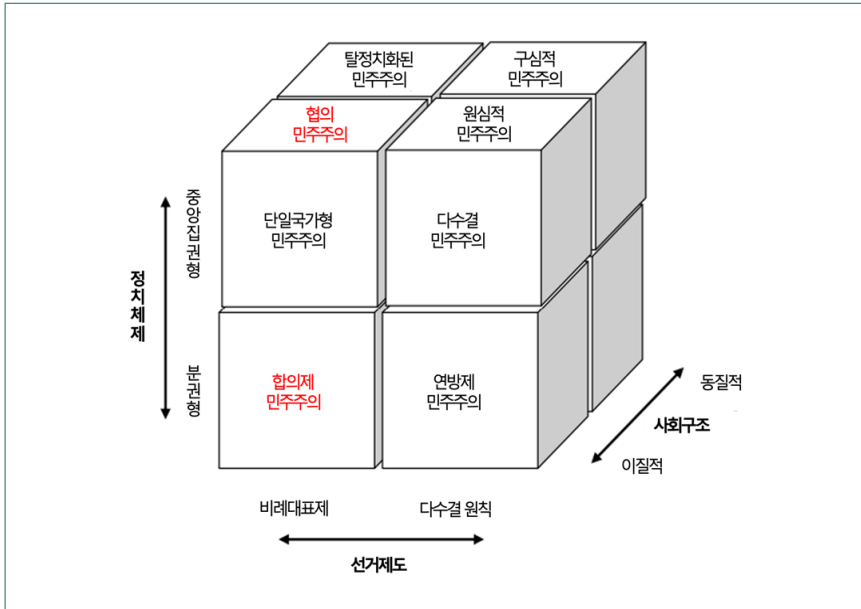 탈정치화된
민주주의
구심적
민주주의
협의
민주주의
원심적
민주주의
단일국가형
민주주의
다수결
민주주의
중앙집권형
정치체제
분권형
합의제
민주주의
연방제
민주주의
동질적
사회구조
이질적
비례대표제
다수결 원칙
선거제도